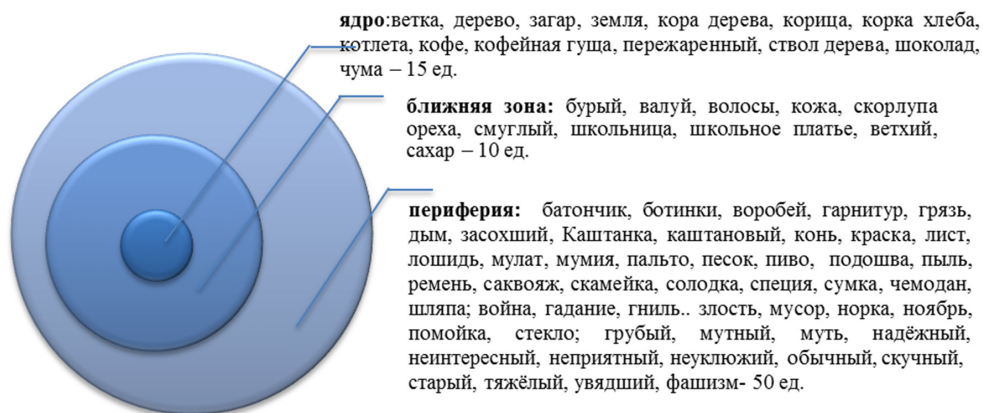 ядро:ветка, дерево, загар, земля, кора дерева, корица, корка хлеба,
котлета, кофе, кофейная гуща, пережаренный, ствол дерева, шоколад,
чума – 15 ед.
ближняя зона: бурый, валуй, волосы, кожа, скорлупа
ореха, смуглый, школьница, школьное платье, ветхий,
сахар – 10 ед.
периферия: батончик, ботинки, воробей, гарнитур, грязь,
дым, засохший, Каштанка, каштановый, конь, краска, лист,
лошидь, мулат, мумия, пальто, песок, пиво, подошва, пыль,
ремень, саквояж, скамейка, солодка, специя, сумка, чемодан,
шляпа; война, гадание, гниль.. злость, мусор, норка, ноябрь,
помойка, стекло; грубый, мутный, муть, надёжный,
неинтересный, неприятный, неуклюжий, обычный, скучный,
старый, тяжёлый, увядший, фашизм- 50 ед.